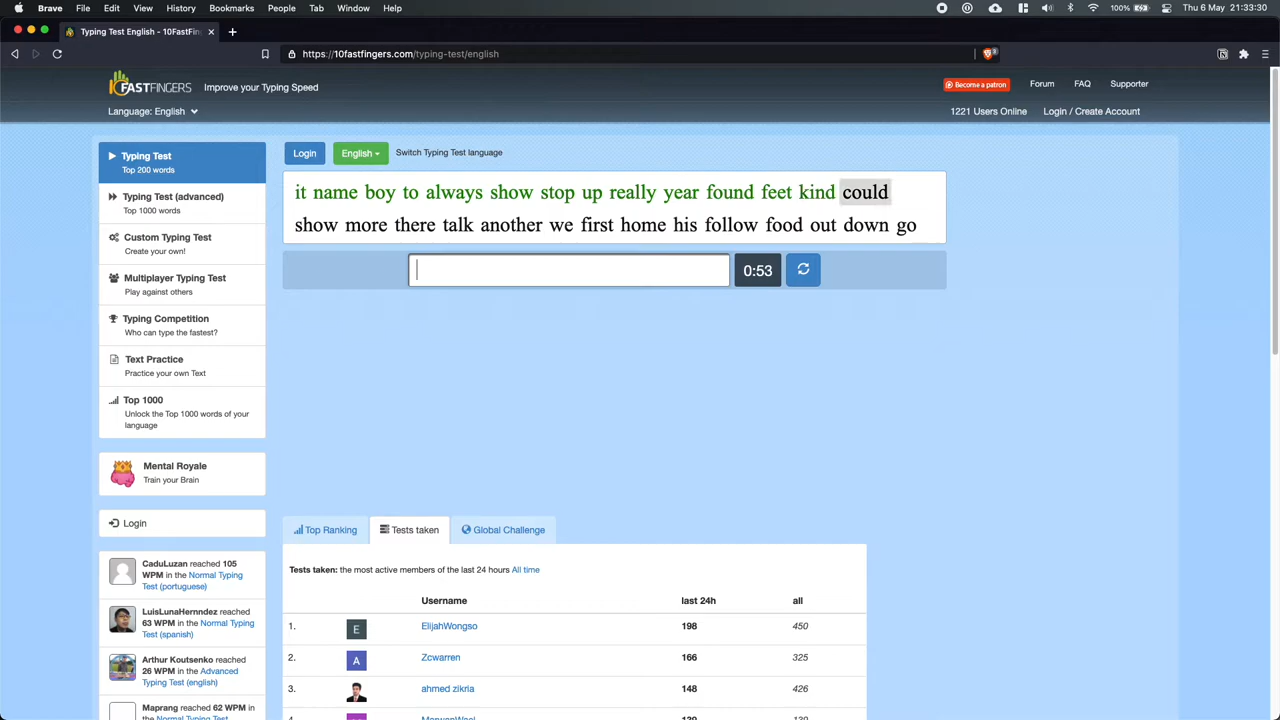 Brave File Edit View History Bookmarks Tools Window Help 100% Thu 6 May 21:33:30
Typing Test English - 10FastFin
https://10fastfingers.com/typing-test/english 3
10FASTFINGERS Improve your Typing Speed Become a patron Forum FAQ Supporter
Language: English 1221 Users Online Login / Create Account
Typing Test
Top 200 words
Typing Test (advanced)
Top 1000 words
Custom Typing Test
Create your own!
Multiplayer Typing Test
Play against others
Typing Competition
Who can type the fastest?
Text Practice
Practice your own Text
Top 1000
Unlock the Top 1000 words of your
language
Mental Royale
Train your Brain
Login
CaduLuzan reached 105
WPM in the Normal Typing
Test (portuguese)
LuisLunaHernndez reached
63 WPM in the Normal Typing
Test (spanish)
Arthur Koutsenko reached
26 WPM in the Advanced
Typing Test (english)
Maprang reached 62 WPM in
the Normal Typing
Login English Switch Typing Test language
it name boy to always show stop up really year found feet kind could
show more there talk another we first home his follow food out down go
0:53
Top Ranking Tests taken Global Challenge
Tests taken: the most active members of the last 24 hours All time
Username last 24h all
1. E ElijahWongso 198 450
2. A Zcwarren 166 325
3. ahmed zikria 148 426